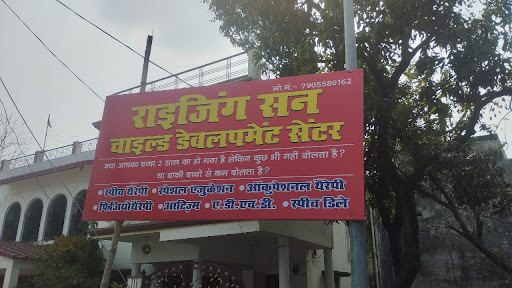 मो.नं.- 7905580162
राइजिंग सन
चाइल्ड डेवलपमेंट सेंटर
क्या आपका बच्चा 2 साल का हो गया है लेकिन कुछ भी नही बोलता है?
या बाकी बच्चो से कम बोलता है?
• स्पीच थैरेपी • स्पेशल एजुकेशन • ऑकुपेशनल थैरेपी
• फिजियोथैरेपी • आटिज्म • ए.डी.एच.डी. • स्पीच डिले